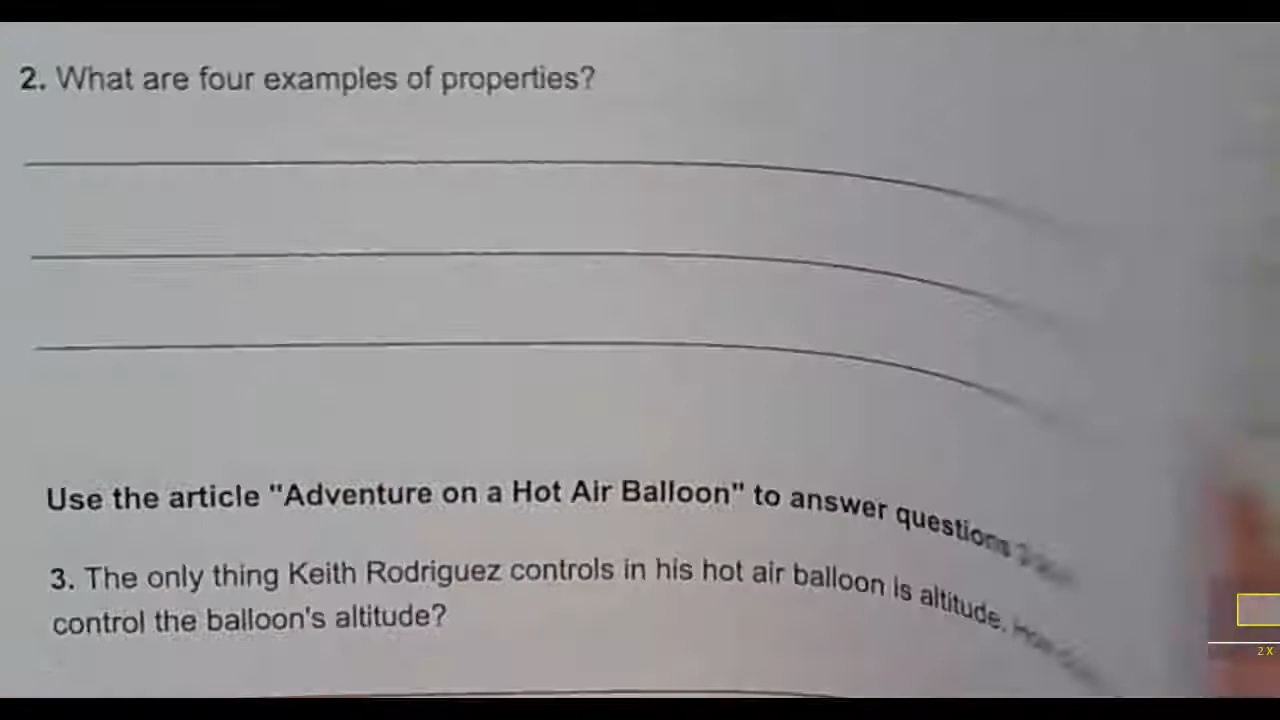 2. What are four examples of properties?
Use the article "Adventure on a Hot Air Balloon" to answer questions
3. The only thing Keith Rodriguez controls in his hot air balloon is altitude.
control the balloon's altitude?
2 X